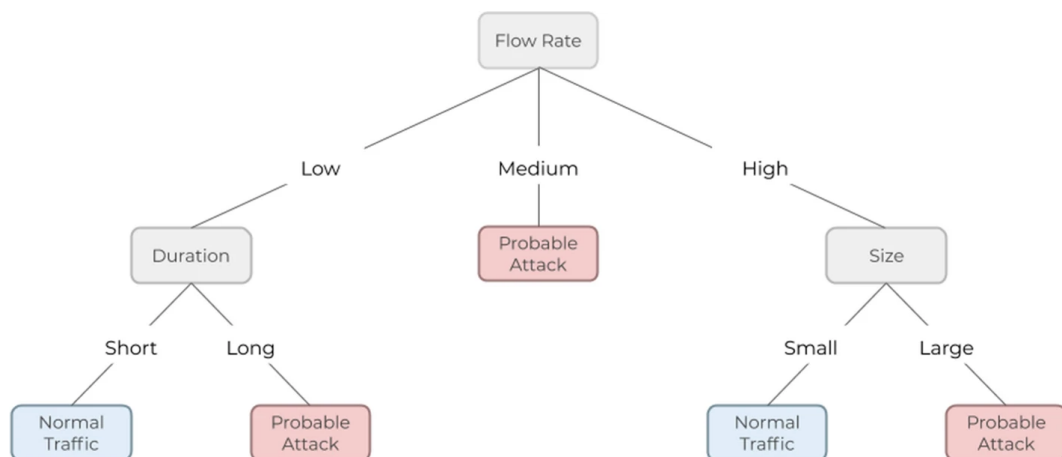 Flow Rate
Low
Medium
High
Duration
Probable
Attack
Size
Short
Long
Small
Large
Normal
Traffic
Probable
Attack
Normal
Traffic
Probable
Attack